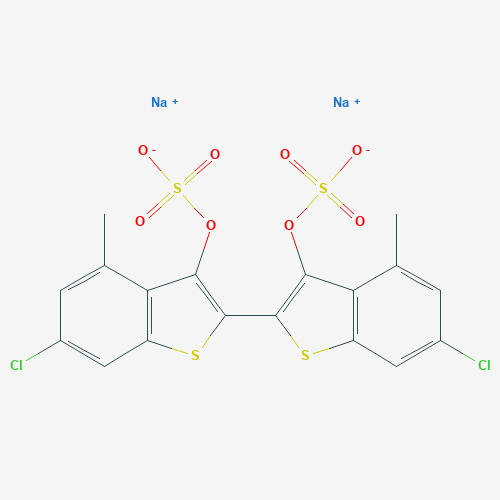 Na + Na +
O - O O O -
S S
O O O O
Cl S S Cl